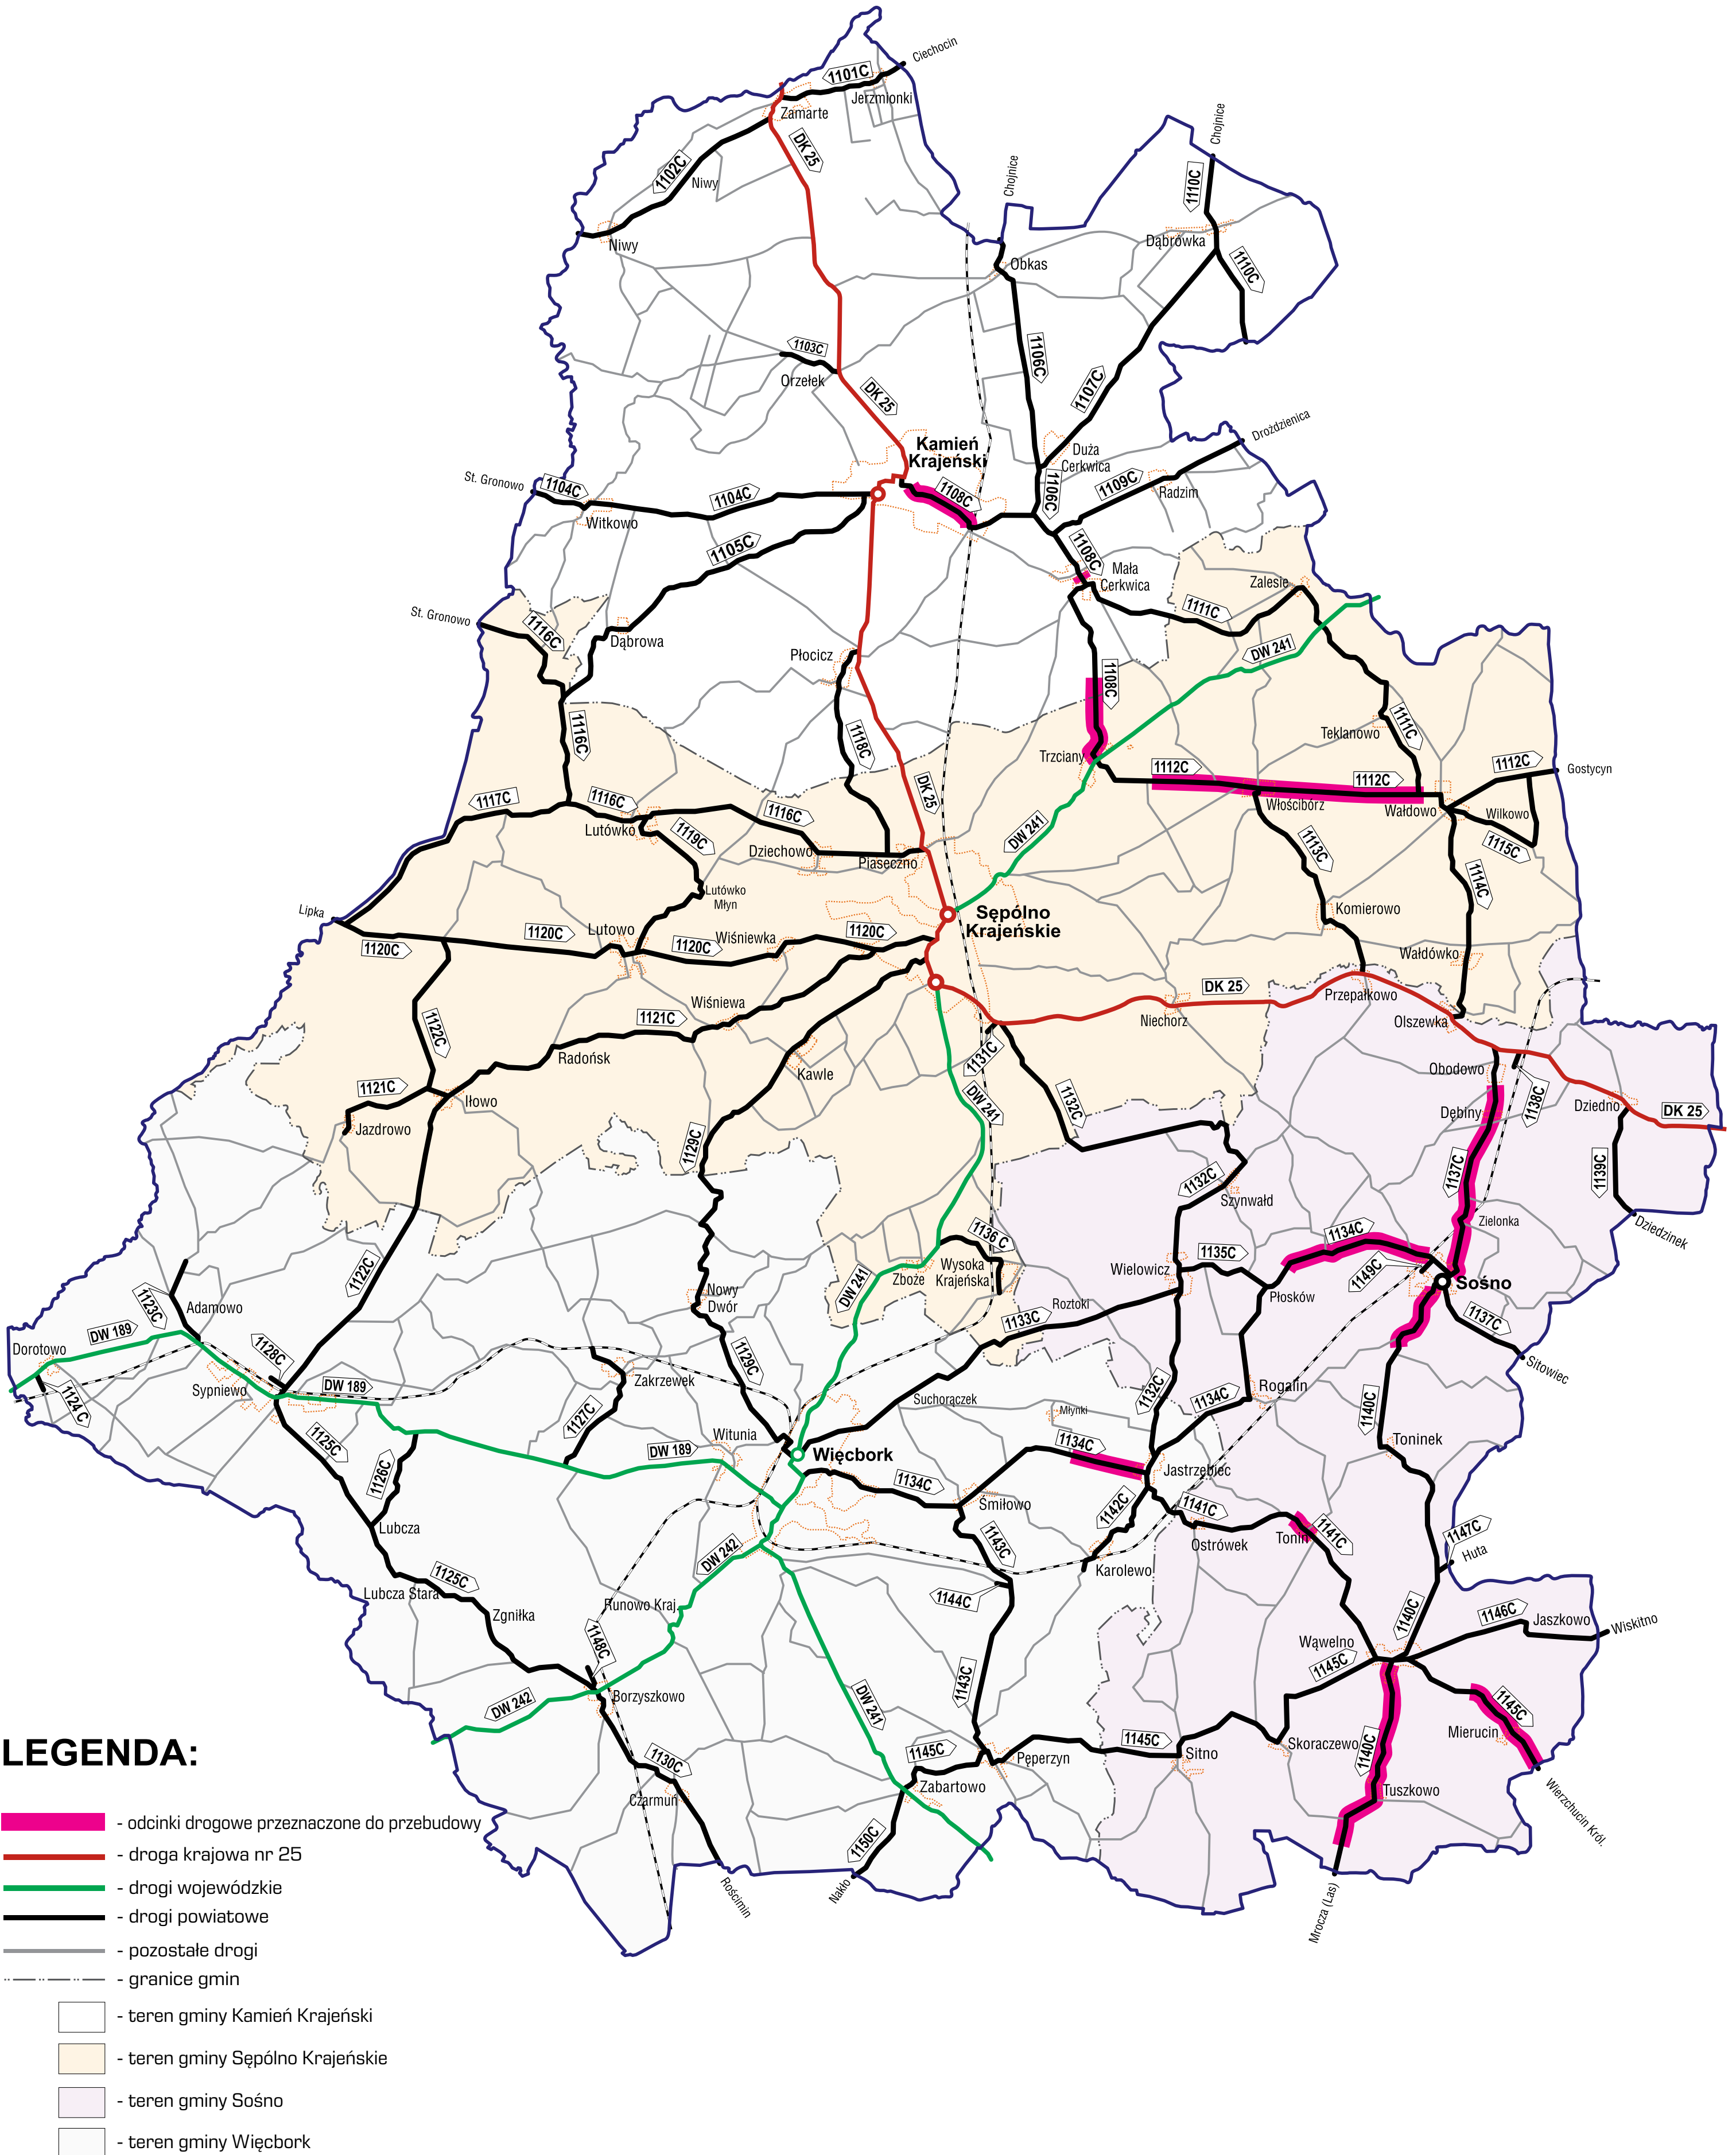 Ciechocin
1101C
Jerzmionki
Zamarte
DK 25
1102C
Niwy
Niwy
Chojnice
Chojnice
1110C
Dąbrówka
1110C
Obkas
1103C
Orzełek
1106C
1107C
DK 25
Kamień
Krajeński
Duża
Cerkwica
Drożdzienica
St. Gronowo
1104C
1104C
1108C
1106C
1109C
Radzim
Witkowo
1105C
1108C
Mała
Cerkwica
Zalesie
St. Gronowo
1116C
Dąbrowa
1111C
DW 241
Płocicz
1108C
1116C
1118C
Teklanowo
1111C
Trzciany
1112C
1112C
1112C
Gostycyn
DK 25
1117C
1116C
1116C
Włościbórz
Wałdowo
Wilkowo
Lutówko
1119C
DW 241
Dziechowo
Piaseczno
1113C
1115C
1114C
Lutówko
Młyn
Lipka
Sępólno
Krajeńskie
Komierowo
1120C
1120C
Lutowo
1120C
Wiśniewka
1120C
Wałdówko
DK 25
Przepałkowo
Wiśniewa
1121C
Niechorz
Olszewka
1122C
Radońsk
1131C
Kawle
Obodowo
1121C
Iłowo
DW 241
1132C
Dębiny
1138C
Dziedno
DK 25
Jazdrowo
1129C
1137C
1139C
1132C
Szynwałd
Zielonka
Dziedzinek
1136 C
1134C
Wysoka
Krajeńska
1135C
Wielowicz
1149C
Sośno
1122C
Zboże
DW 241
Nowy
Dwór
Roztoki
Płosków
1123C
Adamowo
1133C
1137C
DW 189
Dorotowo
1128C
1129C
Sitowiec
Sypniewo
DW 189
Zakrzewek
1124 C
Suchorączek
1132C
1134C
Rogalin
1140C
Młynki
1127C
1125C
Witunia
DW 189
Więcbork
1134C
Toninek
1126C
1134C
Jastrzębiec
Śmiłowo
1142C
1141C
Lubcza
Ostrówek
Tonin
1141C
1147C
Huta
DW 242
1143C
Karolewo
1125C
Lubcza Stara
1144C
Zgniłka
Runowo Kraj.
1148C
1140C
1146C
Jaszkowo
Wiskitno
Wąwelno
1145C
1143C
Borzyszkowo
DW 242
DW 241
1145C
Mierucin
1145C
1145C
Sitno
Skoraczewo
1140C
Pęperzyn
1130C
Zabartowo
Czarmuń
Tuszkowo
Wierzchucin Król.
1150C
Nakło
Rościmin
Mrocza (Las)
LEGENDA:
- odcinki drogowe przeznaczone do przebudowy
- droga krajowa nr 25
- drogi wojewódzkie
- drogi powiatowe
- pozostałe drogi
- granice gmin
- teren gminy Kamień Krajeński
- teren gminy Sępólno Krajeńskie
- teren gminy Sośno
- teren gminy Więcbork